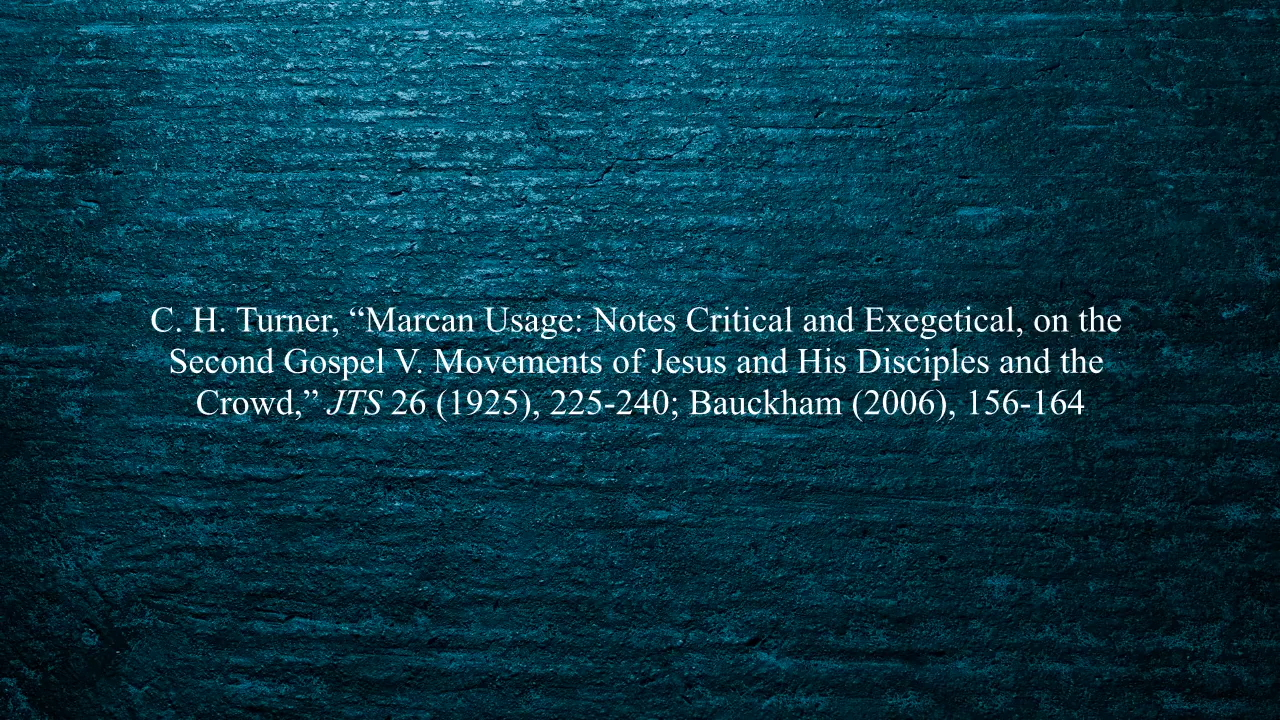 C. H. Turner, “Marcan Usage: Notes Critical and Exegetical, on the
Second Gospel V. Movements of Jesus and His Disciples and the
Crowd,” JTS 26 (1925), 225-240; Bauckham (2006), 156-164